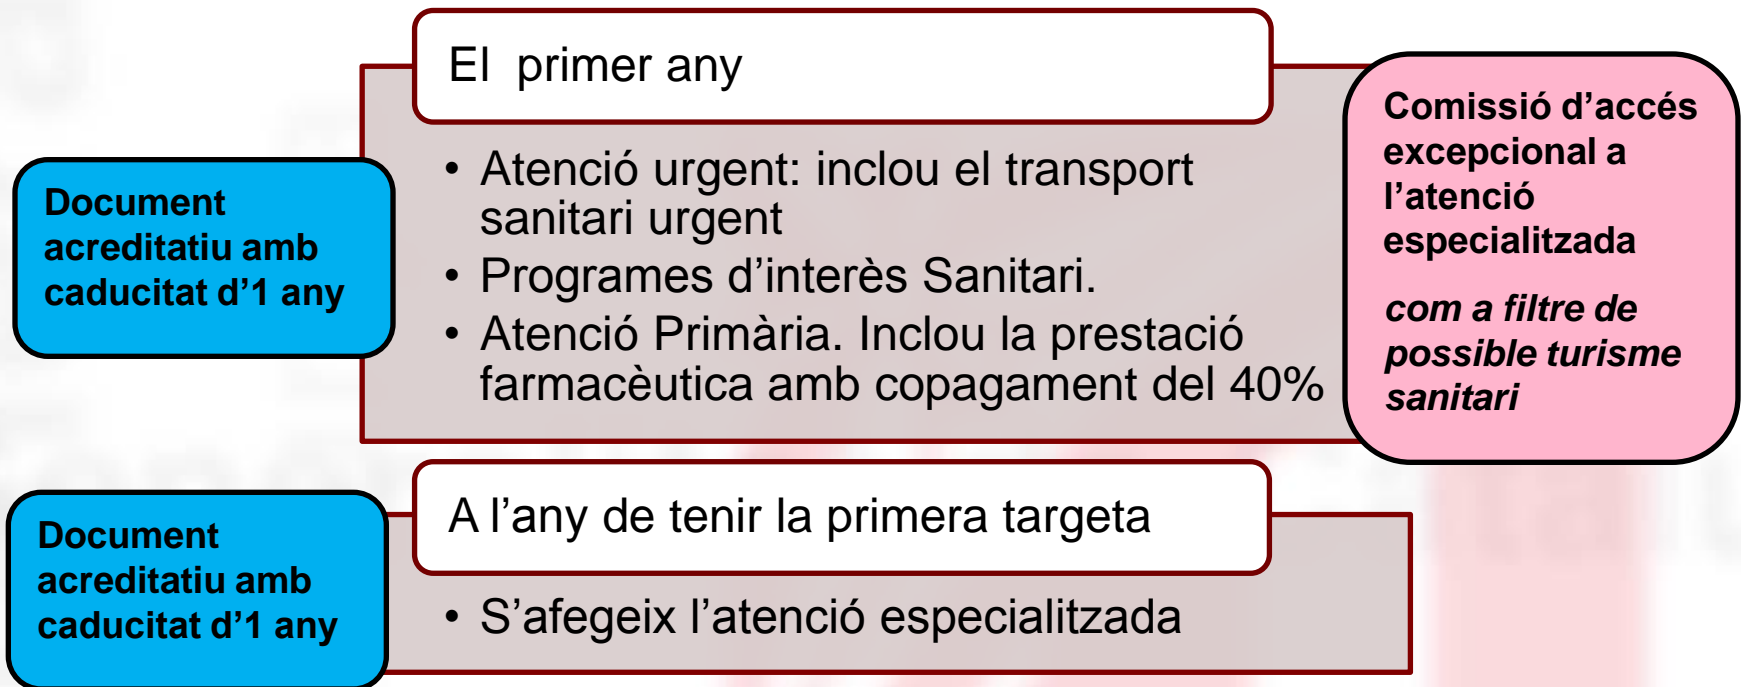 El primer any
Document
acreditatiu amb
caducitat d’1 any
• Atenció urgent: inclou el transport
sanitari urgent
• Programes d’interès Sanitari.
• Atenció Primària. Inclou la prestació
farmacèutica amb copagament del 40%
Comissió d’accés
excepcional a
l’atenció
especialitzada
com a filtre de
possible turisme
sanitari
Document
acreditatiu amb
caducitat d’1 any
A l’any de tenir la primera targeta
• S’afegeix l’atenció especialitzada